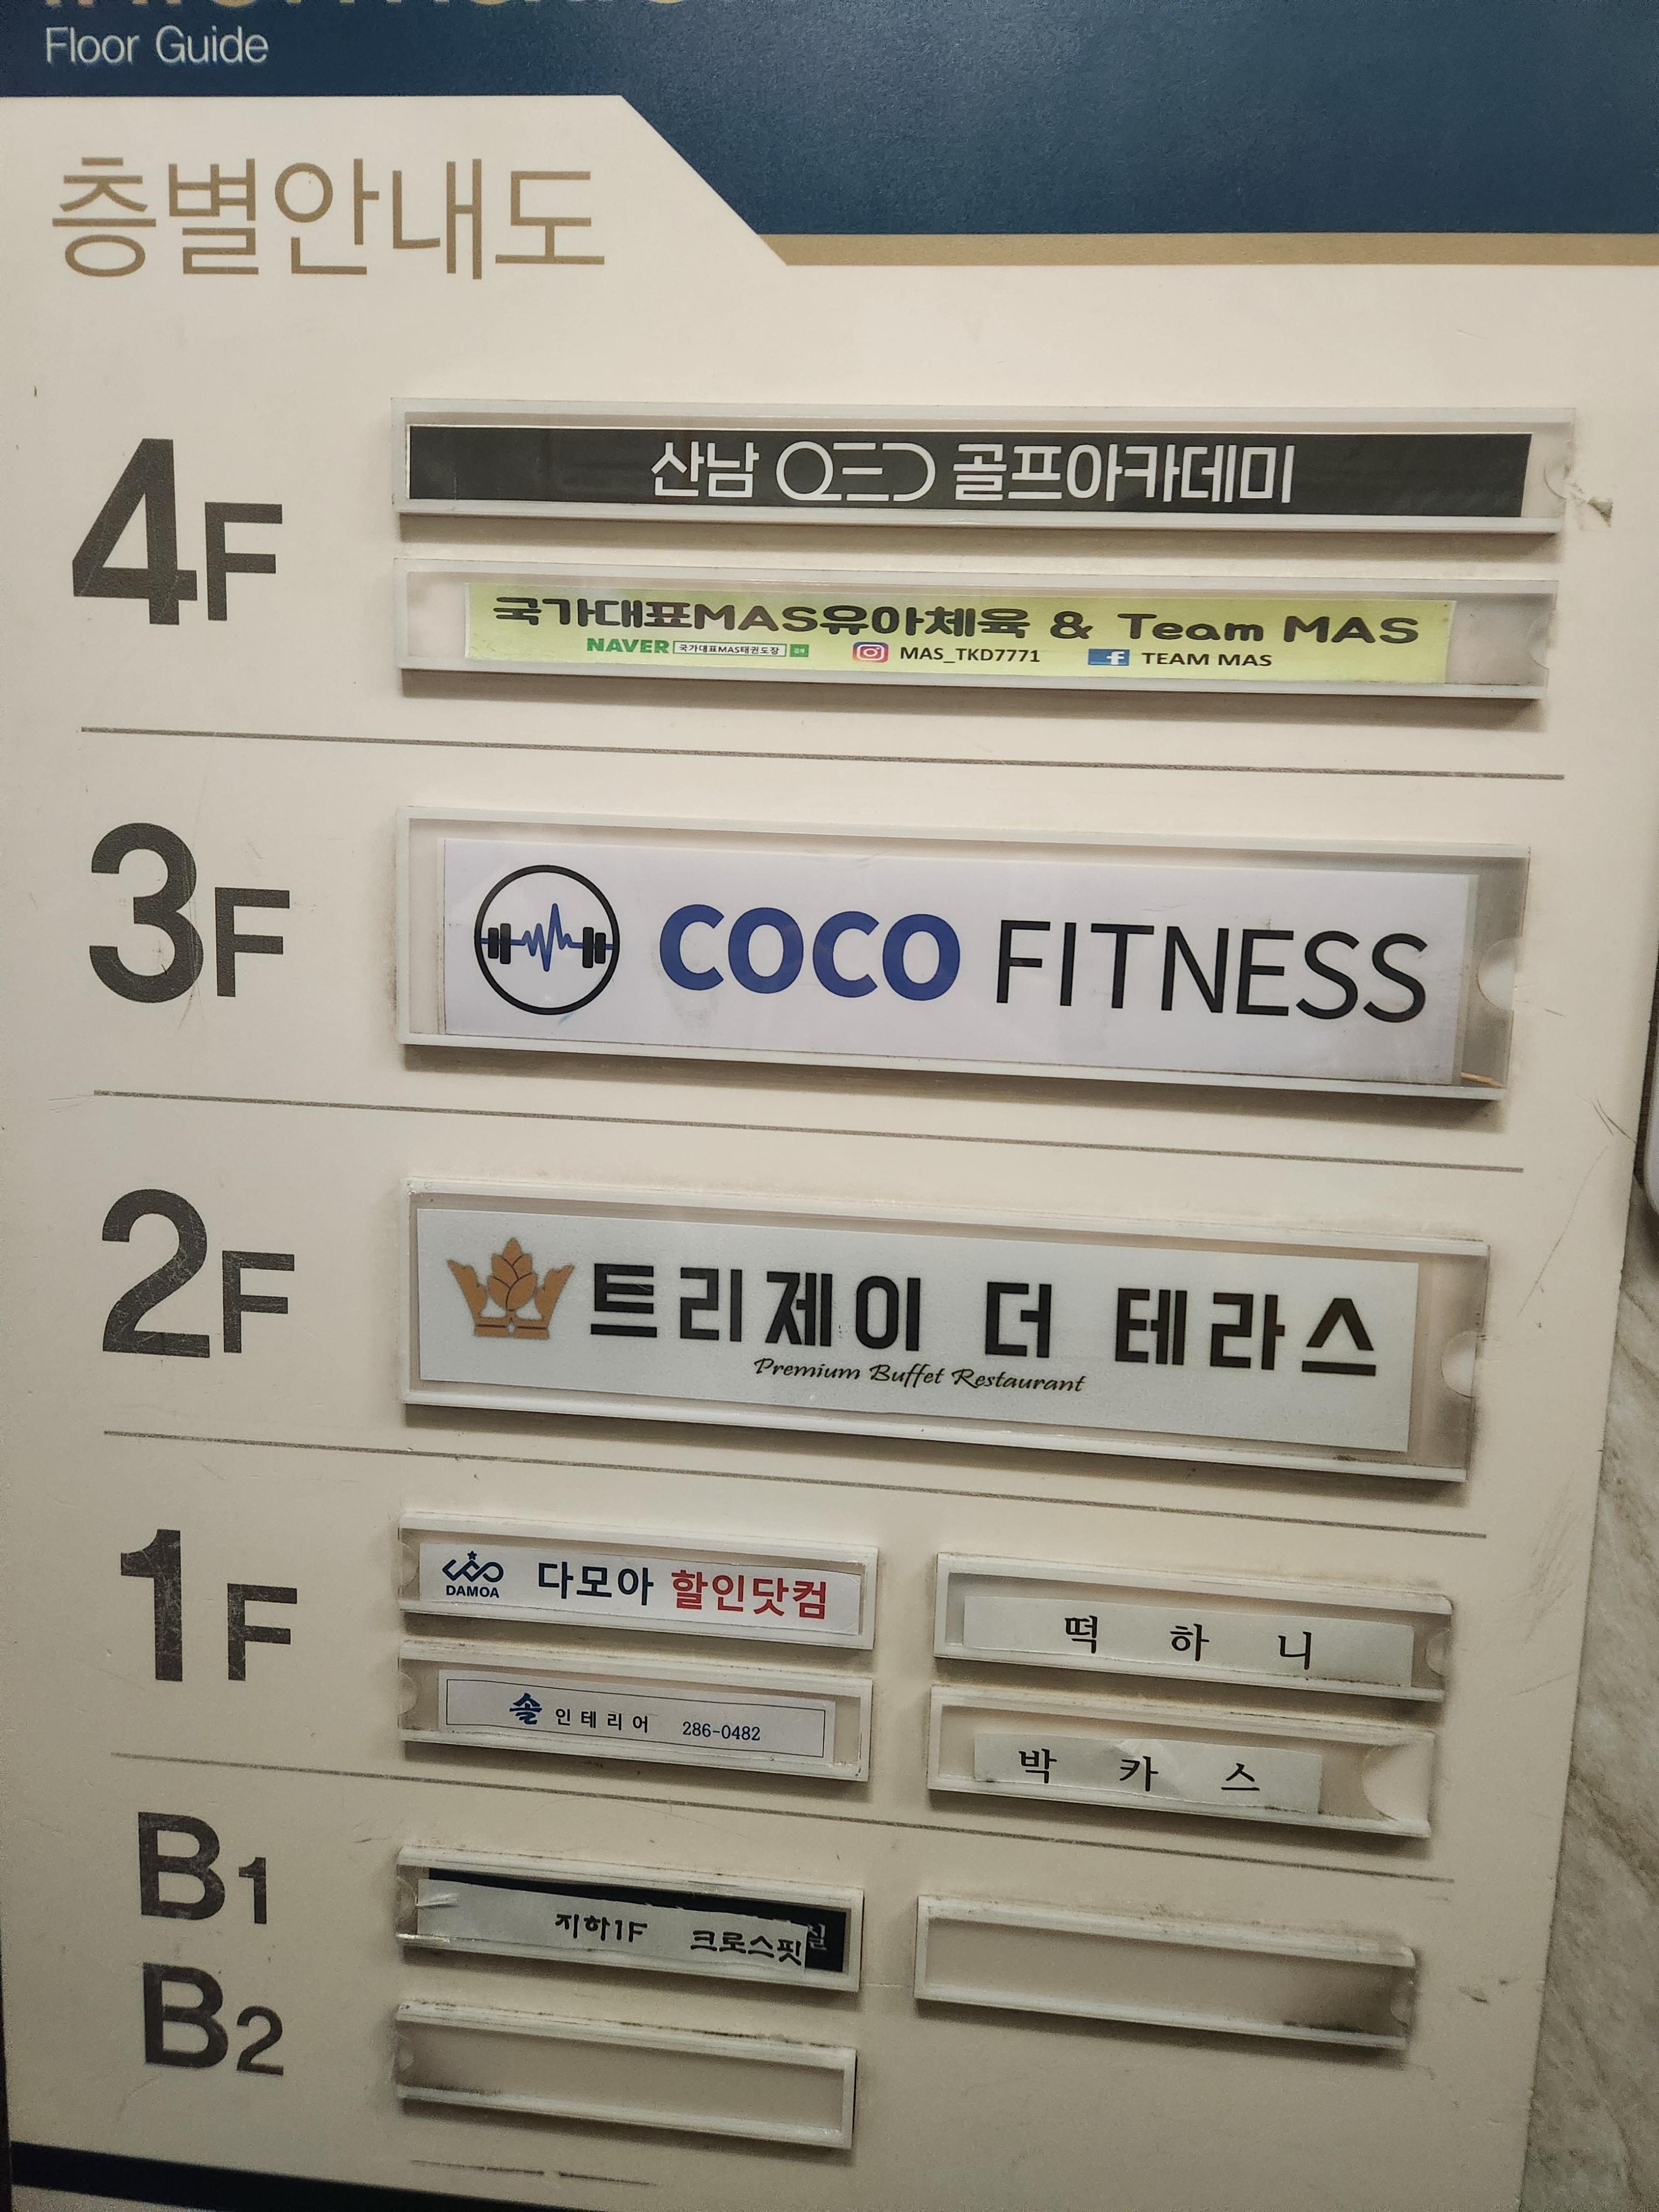 Floor Guide
층별안내도
4F
산남 QED 골프아카데미
국가대표MAS유아체육 & Team MAS
NAVER 국가대표MAS태권도장 검색 MAS_TKD7771 TEAM MAS
3F
COCO FITNESS
2F
트리제이 더 테라스
Premium Buffet Restaurant
1F
DAMOA 다모아 할인닷컴
떡하니
솔 인테리어 286-0482
박카스
B1
지하1F 크로스핏
B2